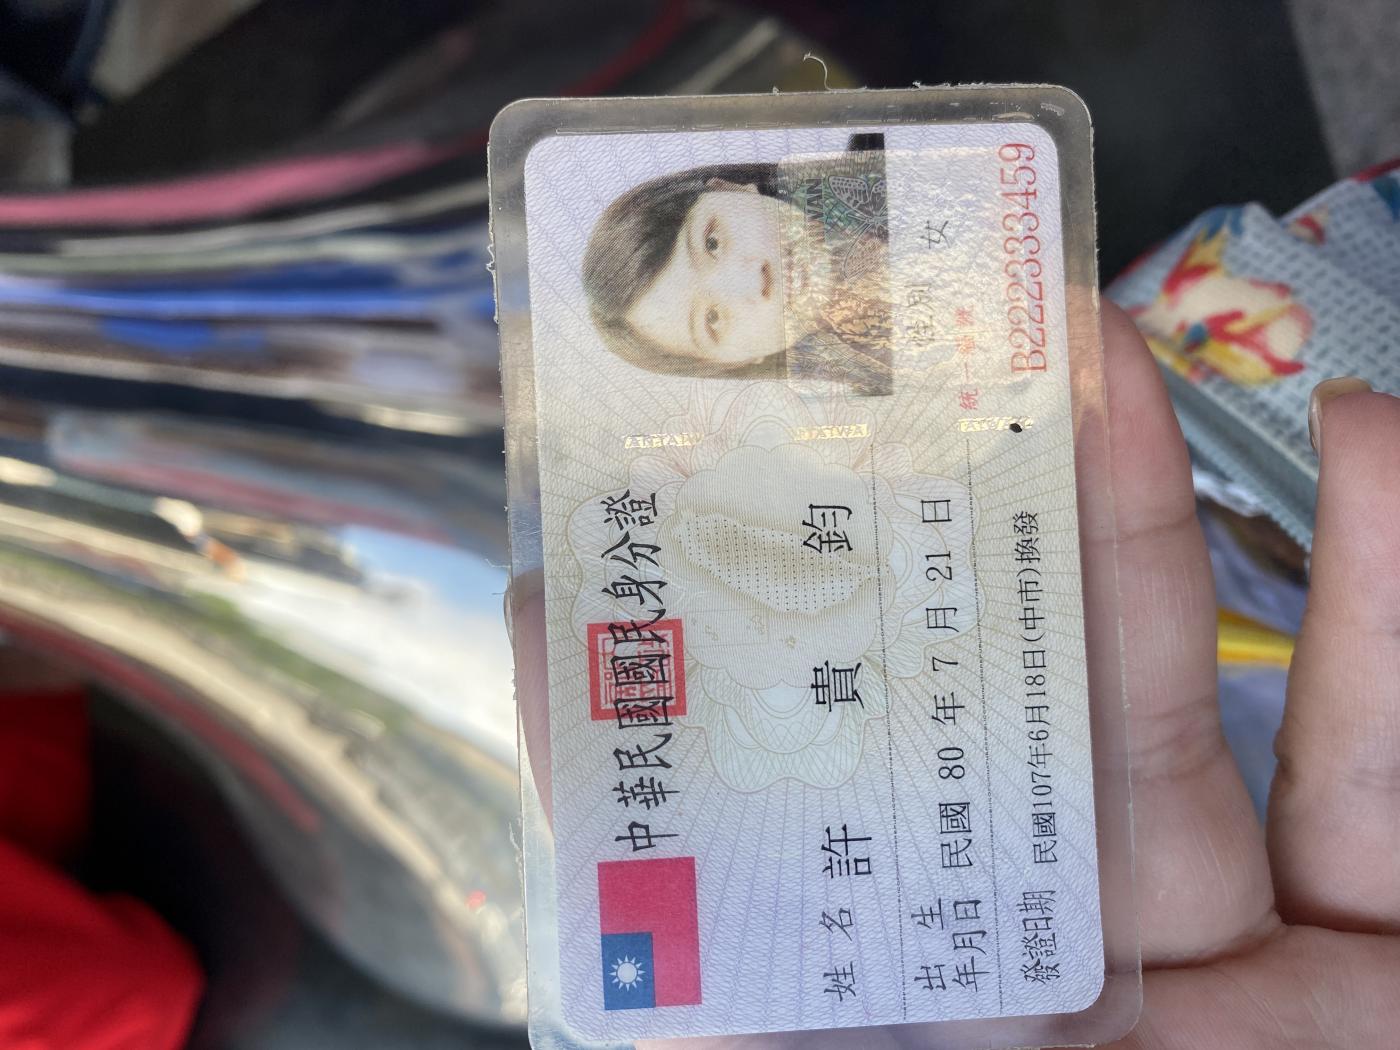 中華民國國民身分證
姓名 許貴鈞
出生年月日 民國 80 年 7 月 21 日
性別 女
發證日期 民國107年6月18日(中市)換發
統一編號
B222333459
TAIWAN